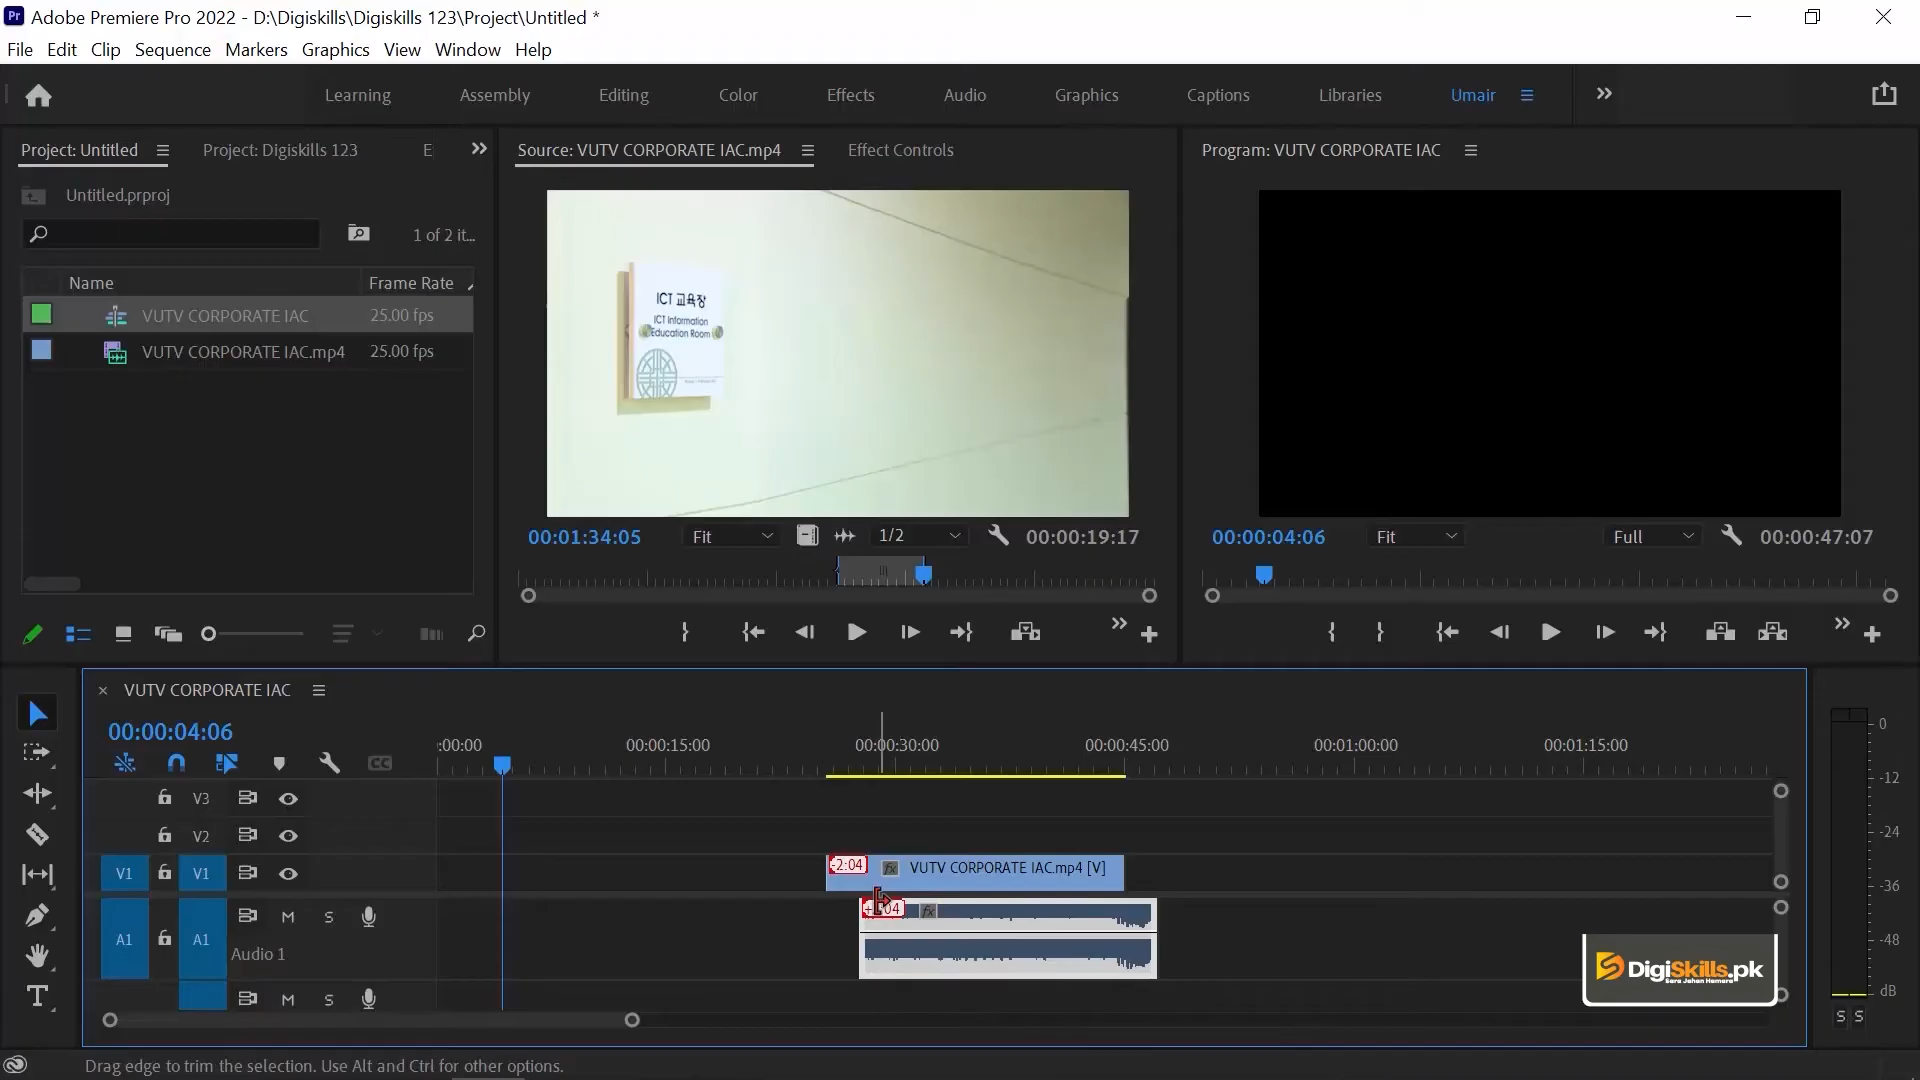 Pr Adobe Premiere Pro 2022 - D:\Digiskills\Digiskills 123\Project\Untitled *
File Edit Clip Sequence Markers Graphics View Window Help
Learning Assembly Editing Color Effects Audio Graphics Captions Libraries Umair
Project: Untitled Project: Digiskills 123 E
Source: VUTV CORPORATE IAC.mp4 Effect Controls
Program: VUTV CORPORATE IAC
Untitled.prproj
1 of 2 it...
Name Frame Rate
VUTV CORPORATE IAC 25.00 fps
VUTV CORPORATE IAC.mp4 25.00 fps
ICT 교육장
ICT Information
Education Room
00:01:34:05 Fit 1/2 00:00:19:17
00:00:04:06 Fit Full 00:00:47:07
VUTV CORPORATE IAC
00:00:04:06
:00:00 00:00:15:00 00:00:30:00 00:00:45:00 00:01:00:00 00:01:15:00
CC
V3
V2
V1 V1
-2:04 fx VUTV CORPORATE IAC.mp4 [V]
A1 A1 M S
fx
Audio 1
M S
0
-12
-24
-36
-48
dB
S S
DigiSkills.pk
Drag edge to trim the selection. Use Alt and Ctrl for other options.